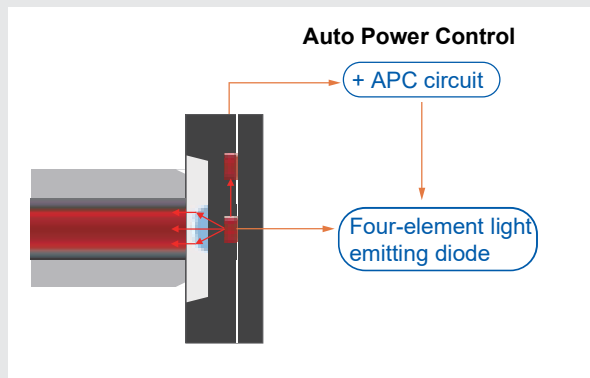 Auto Power Control
+ APC circuit
Four-element light
emitting diode